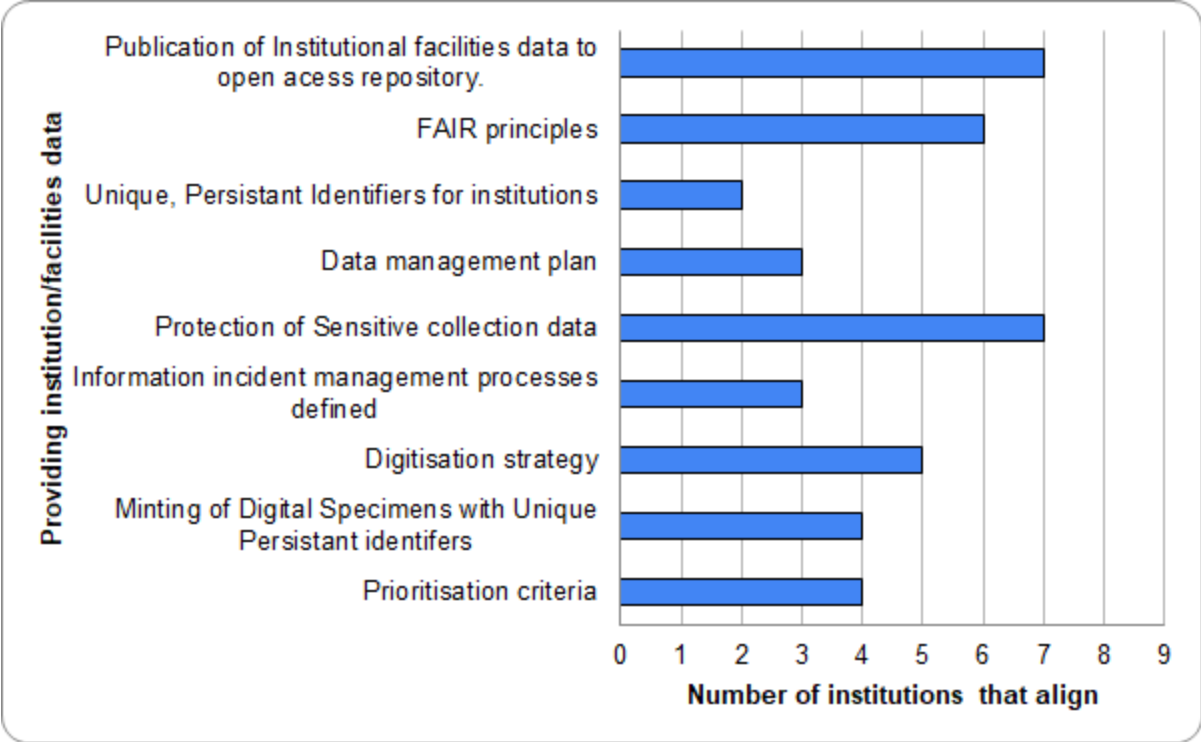 Publication of Institutional facilities data to
open acess repository.
FAIR principles
Unique, Persistant Identifiers for institutions
Data management plan
Protection of Sensitive collection data
Information incident management processes
defined
Digitisation strategy
Minting of Digital Specimens with Unique
Persistant identifers
Prioritisation criteria
Providing institution/facilities data
0 1 2 3 4 5 6 7 8 9
Number of institutions  that align